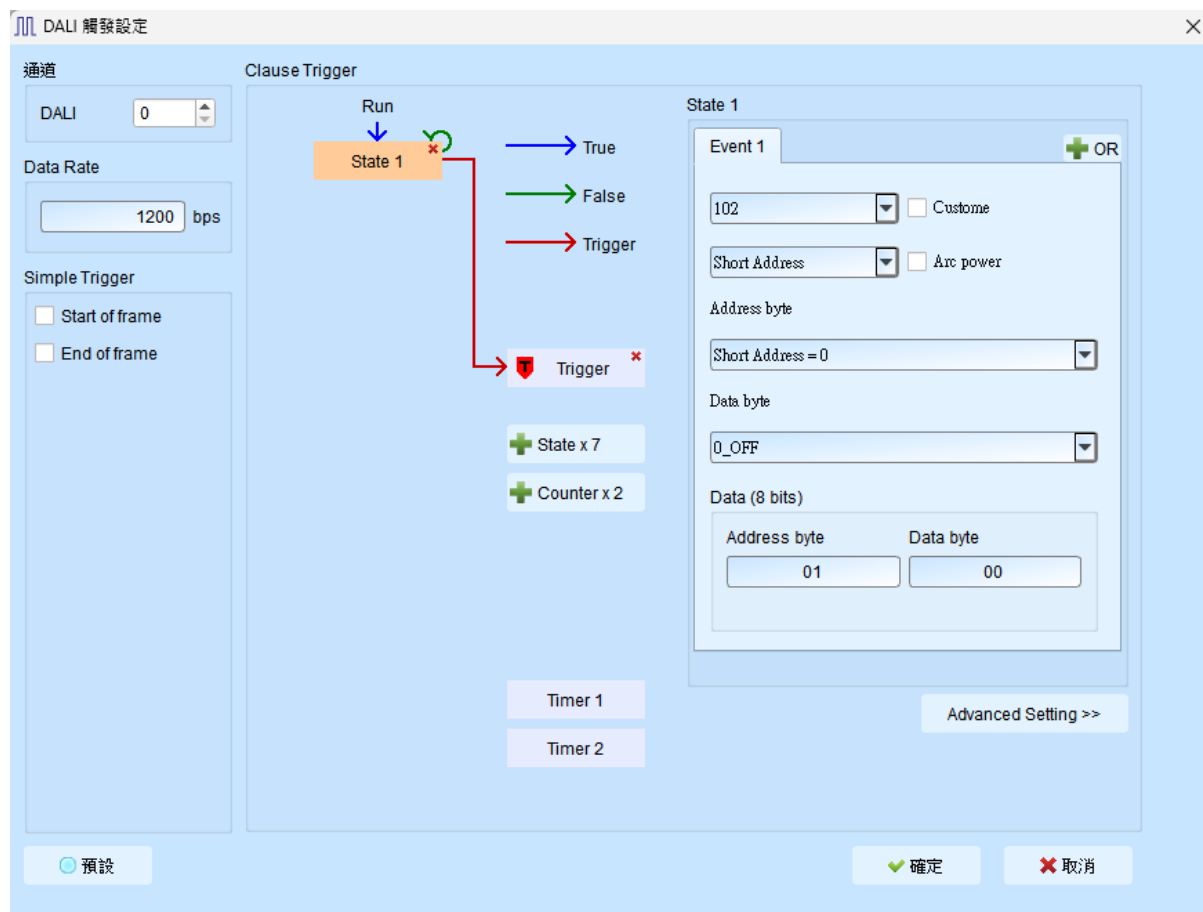 DALI 觸發設定
通道
DALI 0
Data Rate
1200 bps
Simple Trigger
Start of frame
End of frame
Clause Trigger
Run
State 1
True
False
Trigger
T Trigger
State x 7
Counter x 2
Timer 1
Timer 2
State 1
Event 1
OR
102 Custome
Short Address Arc power
Address byte
Short Address = 0
Data byte
0_OFF
Data (8 bits)
Address byte Data byte
01 00
Advanced Setting >>
預設
確定
取消